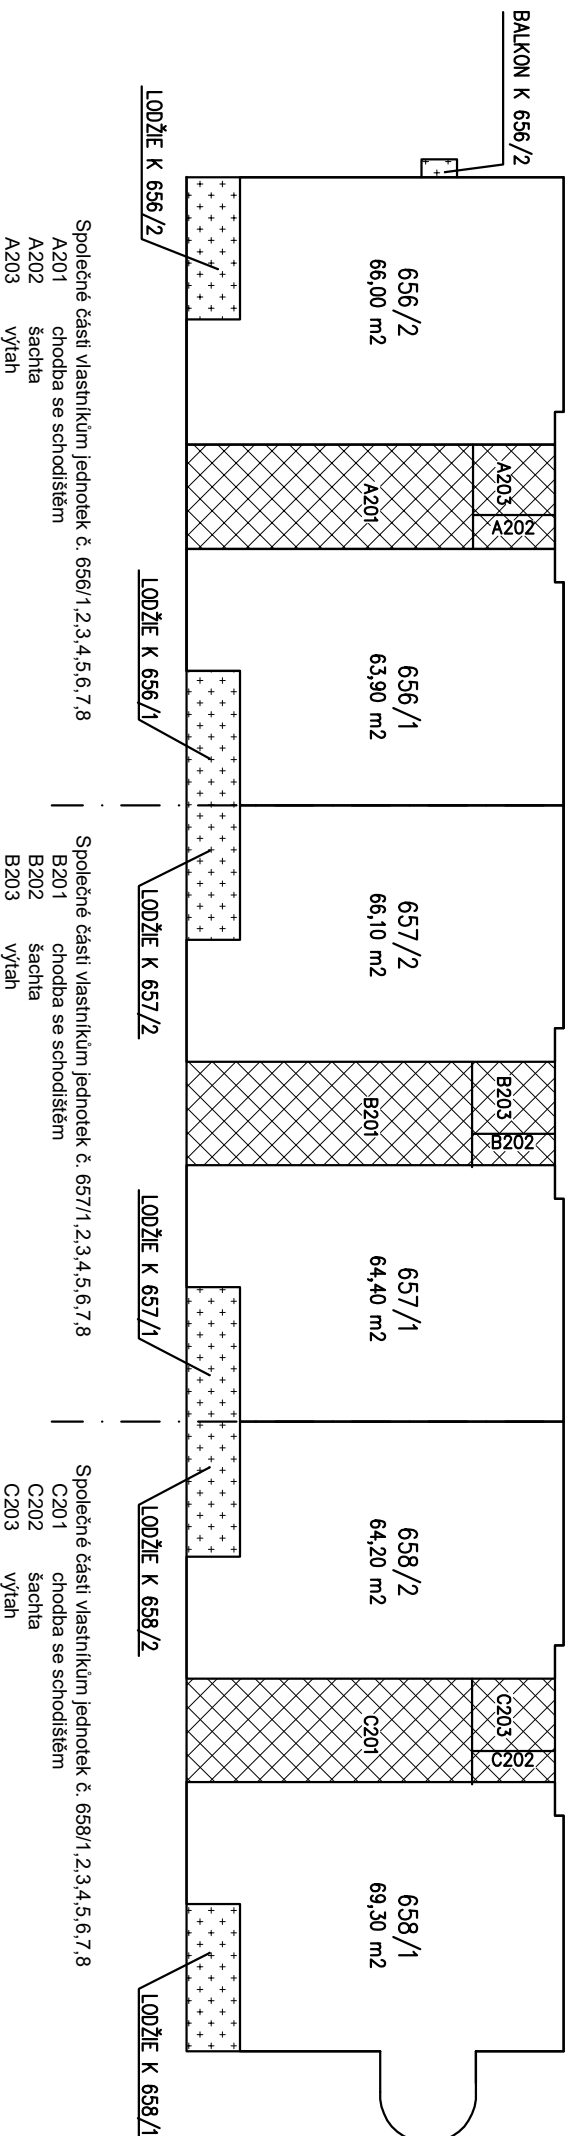 BALKON K 656/2
656/2
66,00 m2
A203
A202
A201
656/1
63,90 m2
657/2
66,10 m2
B203
B202
B201
657/1
64,40 m2
658/2
64,20 m2
C203
C202
C201
658/1
69,30 m2
LODŽIE K 656/2
LODŽIE K 656/1
LODŽIE K 657/2
LODŽIE K 657/1
LODŽIE K 658/2
LODŽIE K 658/1
Společné části vlastníkům jednotek č. 656/1,2,3,4,5,6,7,8
A201 chodba se schodištěm
A202 šachta
A203 výtah
Společné části vlastníkům jednotek č. 657/1,2,3,4,5,6,7,8
B201 chodba se schodištěm
B202 šachta
B203 výtah
Společné části vlastníkům jednotek č. 658/1,2,3,4,5,6,7,8
C201 chodba se schodištěm
C202 šachta
C203 výtah